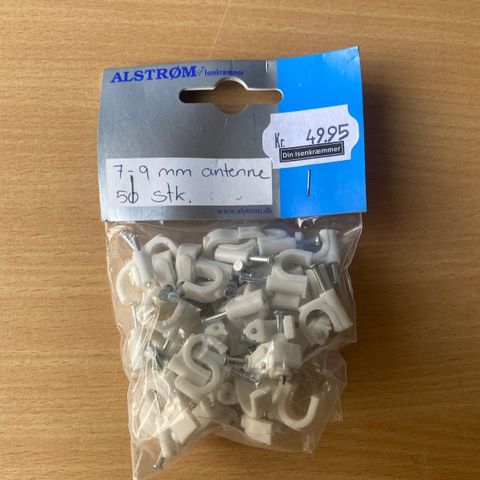 ALSTRØM
Isenkræmmer
Kr. 49.95
Din Isenkræmmer
7-9 mm antenne
50 stk.
www.alstrom.dk